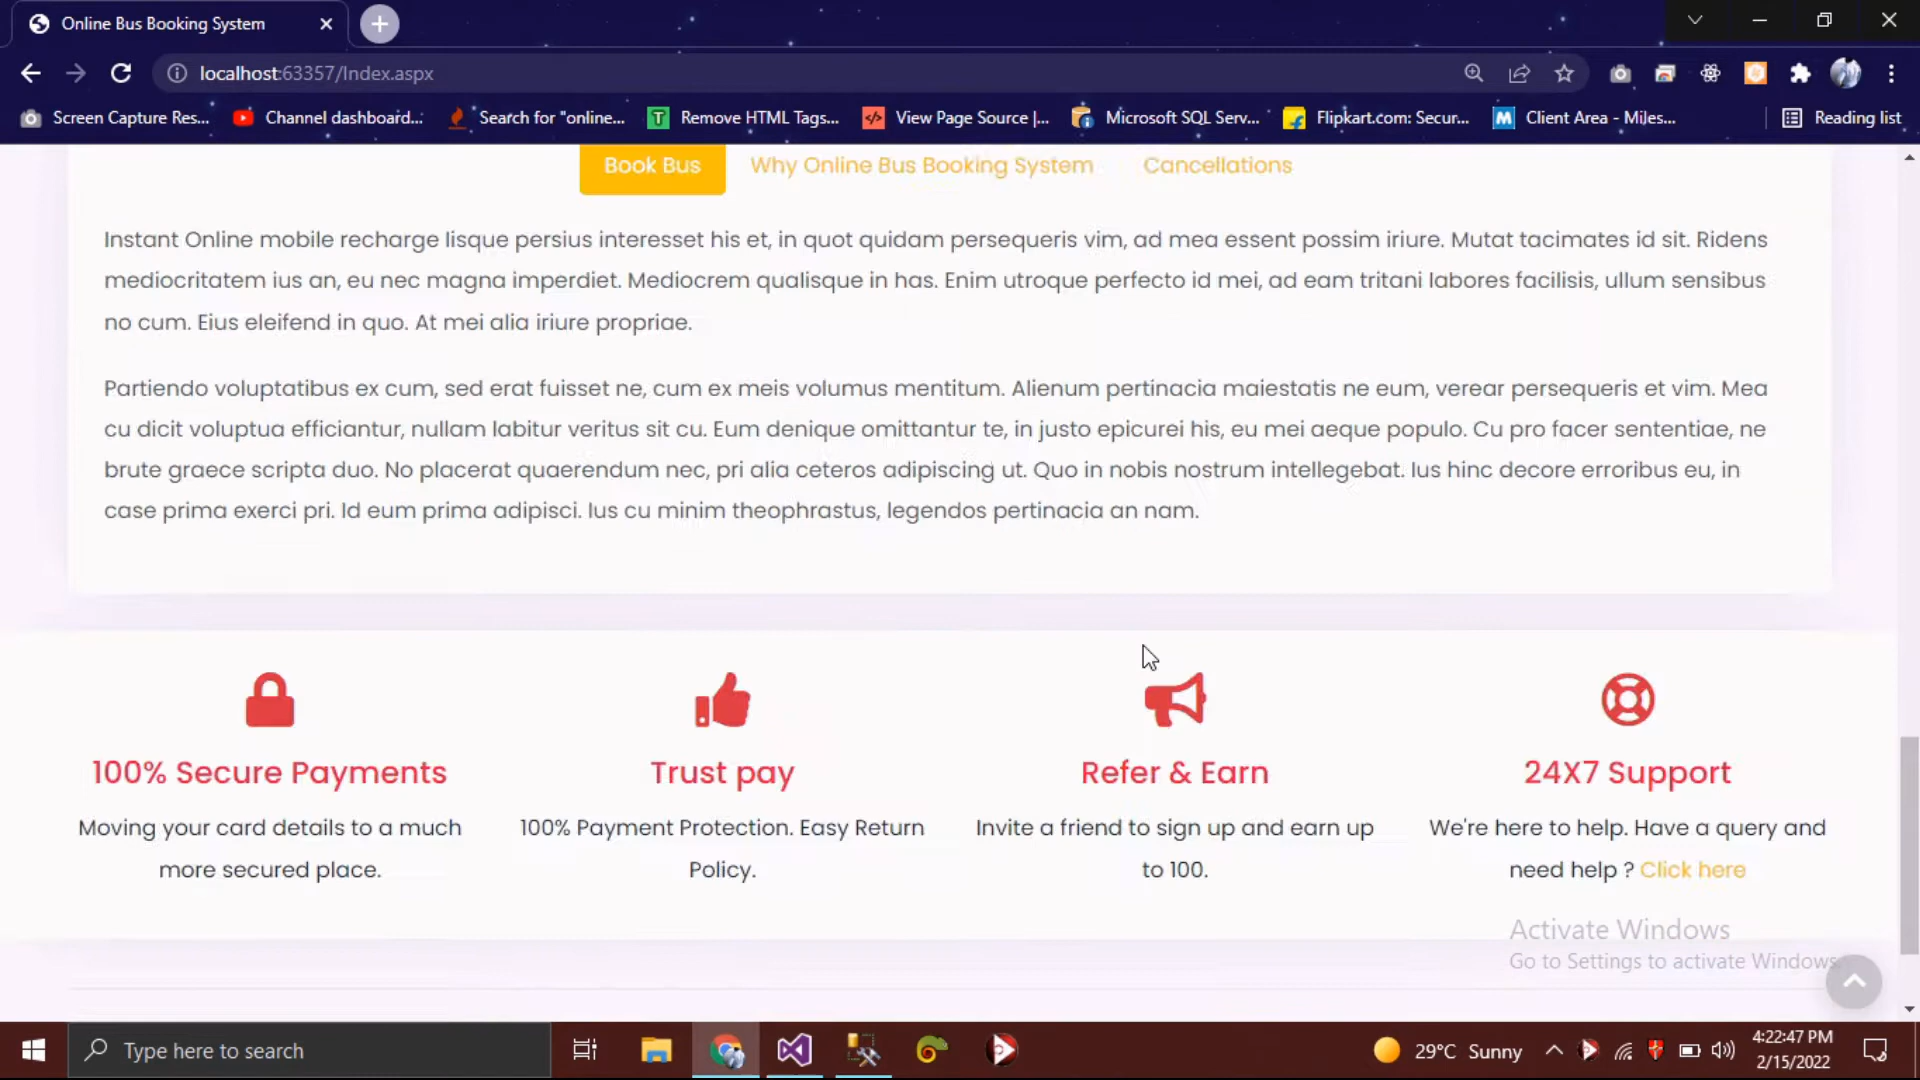 Online Bus Booking System
localhost:63357/Index.aspx
Screen Capture Res...
Channel dashboard...
Search for "online...
Remove HTML Tags...
View Page Source |...
Microsoft SQL Serv...
Flipkart.com: Secur...
Client Area - Miles...
Reading list
Book Bus
Why Online Bus Booking System
Cancellations
Instant Online mobile recharge lisque persius interesset his et, in quot quidam persequeris vim, ad mea essent possim iriure. Mutat tacimates id sit. Ridens
mediocritatem ius an, eu nec magna imperdiet. Mediocrem qualisque in has. Enim utroque perfecto id mei, ad eam tritani labores facilisis, ullum sensibus
no cum. Eius eleifend in quo. At mei alia iriure propriae.
Partiendo voluptatibus ex cum, sed erat fuisset ne, cum ex meis volumus mentitum. Alienum pertinacia maiestatis ne eum, verear persequeris et vim. Mea
cu dicit voluptua efficiantur, nullam labitur veritus sit cu. Eum denique omittantur te, in justo epicurei his, eu mei aeque populo. Cu pro facer sententiae, ne
brute graece scripta duo. No placerat quaerendum nec, pri alia ceteros adipiscing ut. Quo in nobis nostrum intellegebat. Ius hinc decore erroribus eu, in
case prima exerci pri. Id eum prima adipisci. Ius cu minim theophrastus, legendos pertinacia an nam.
100% Secure Payments
Moving your card details to a much
more secured place.
Trust pay
100% Payment Protection. Easy Return
Policy.
Refer & Earn
Invite a friend to sign up and earn up
to 100.
24X7 Support
We're here to help. Have a query and
need help ? Click here
Activate Windows
Go to Settings to activate Windows.
Type here to search
29°C Sunny
4:22:47 PM
2/15/2022